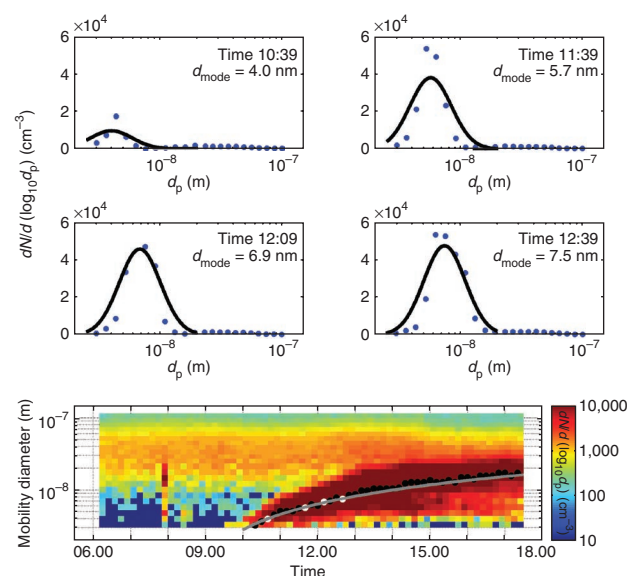 ×10⁴
×10⁴
6
4
2
0
Time 10:39
d_mode = 4.0 nm
10⁻⁸
10⁻⁷
d_p (m)
6
4
2
0
Time 11:39
d_mode = 5.7 nm
10⁻⁸
10⁻⁷
d_p (m)
dN/d (log₁₀d_p) (cm⁻³)
×10⁴
×10⁴
6
4
2
0
Time 12:09
d_mode = 6.9 nm
10⁻⁸
10⁻⁷
d_p (m)
6
4
2
0
Time 12:39
d_mode = 7.5 nm
10⁻⁸
10⁻⁷
d_p (m)
Mobility diameter (m)
10⁻⁷
10⁻⁸
06.00
09.00
12.00
15.00
18.00
Time
10,000
1,000
100
10
dN/d (log₁₀d_p) (cm⁻³)